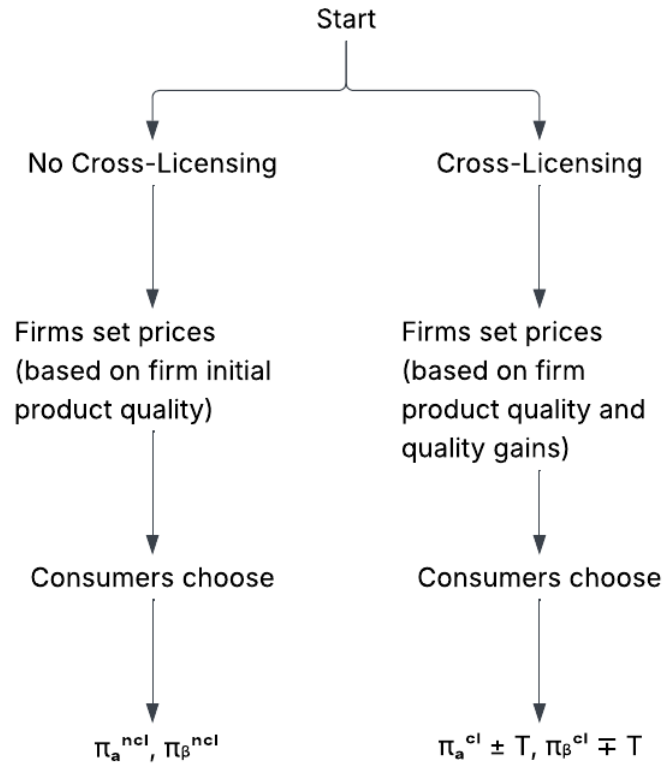 Start
No Cross-Licensing
Cross-Licensing
Firms set prices
(based on firm initial
product quality)
Firms set prices
(based on firm
product quality and
quality gains)
Consumers choose
Consumers choose
πₐⁿᶜˡ, πᵦⁿᶜˡ
πₐᶜˡ ± T, πᵦᶜˡ ∓ T